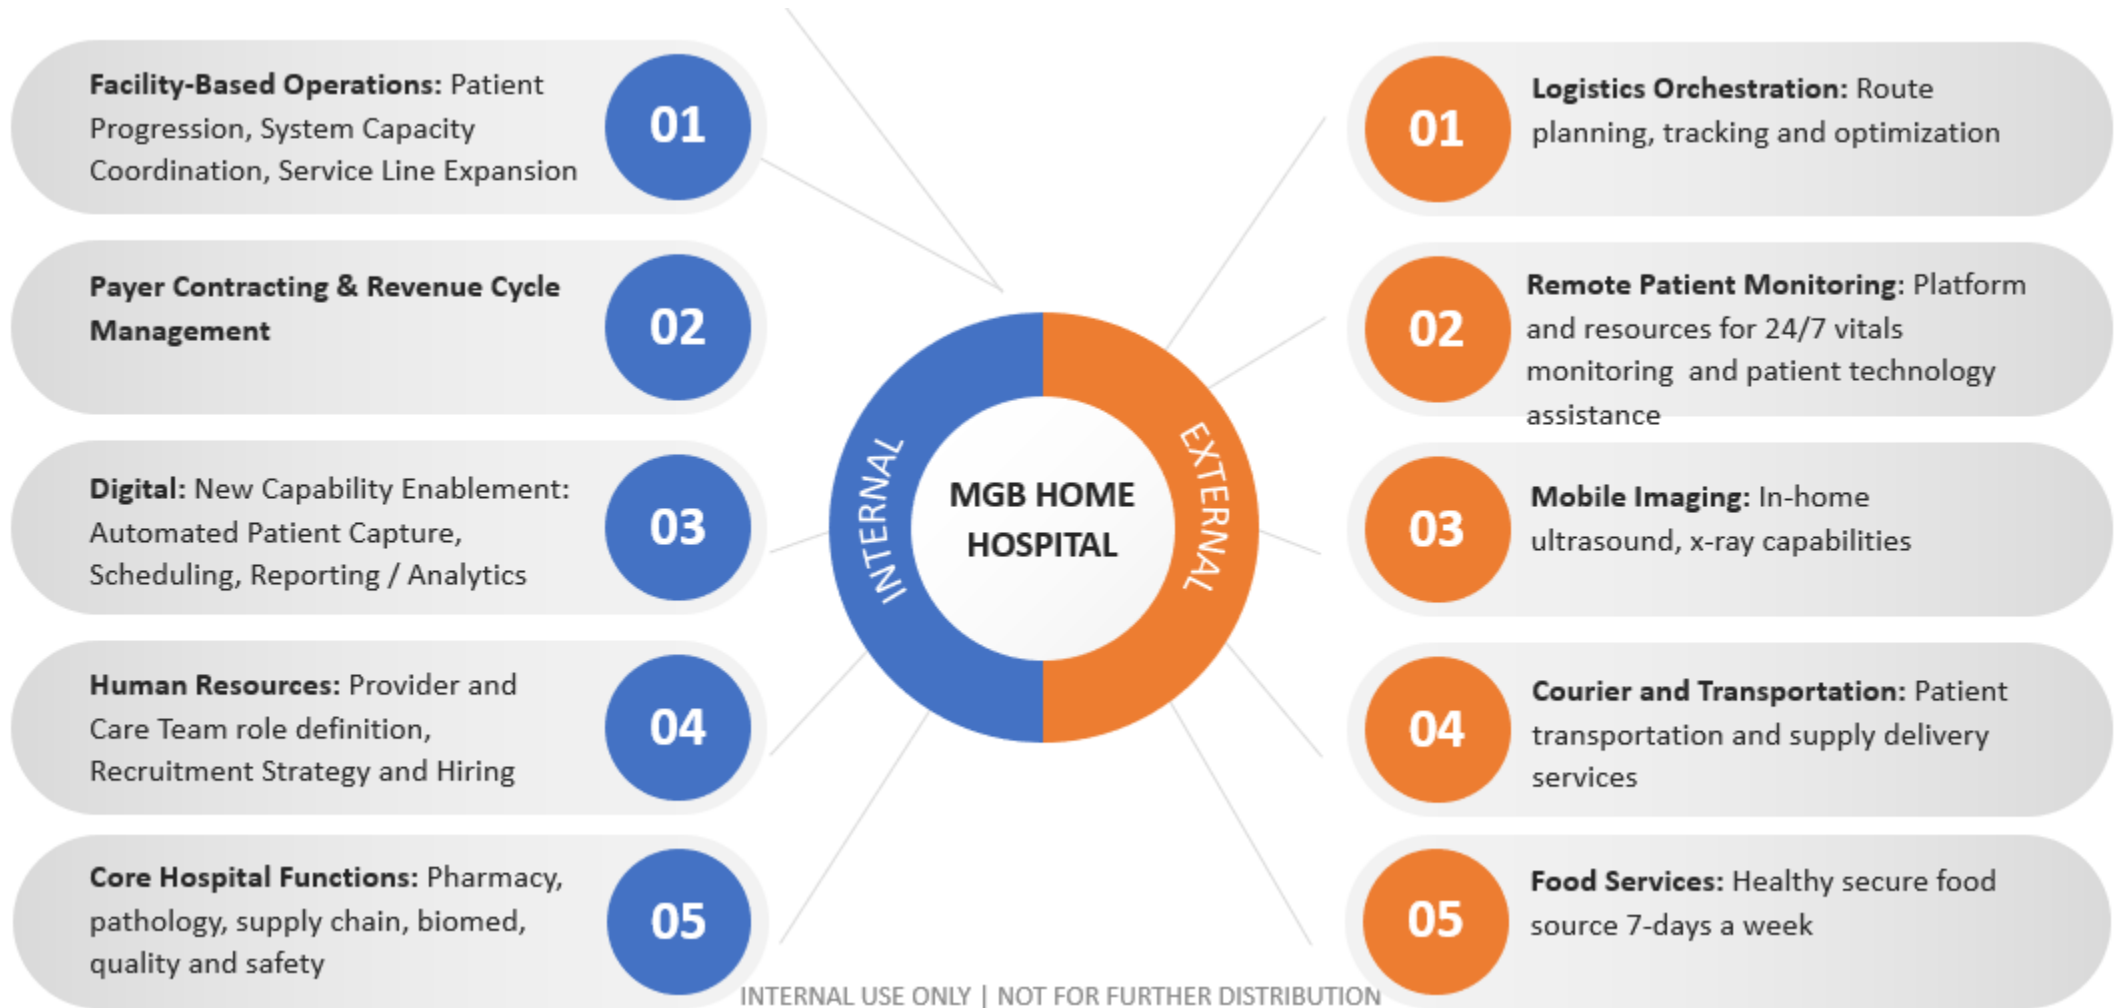 Facility-Based Operations: Patient
Progression, System Capacity
Coordination, Service Line Expansion
01
Payer Contracting & Revenue Cycle
Management
02
Digital: New Capability Enablement:
Automated Patient Capture,
Scheduling, Reporting / Analytics
03
Human Resources: Provider and
Care Team role definition,
Recruitment Strategy and Hiring
04
Core Hospital Functions: Pharmacy,
pathology, supply chain, biomed,
quality and safety
05
INTERNAL
MGB HOME
HOSPITAL
EXTERNAL
01
Logistics Orchestration: Route
planning, tracking and optimization
02
Remote Patient Monitoring: Platform
and resources for 24/7 vitals
monitoring and patient technology
assistance
03
Mobile Imaging: In-home
ultrasound, x-ray capabilities
04
Courier and Transportation: Patient
transportation and supply delivery
services
05
Food Services: Healthy secure food
source 7-days a week
INTERNAL USE ONLY | NOT FOR FURTHER DISTRIBUTION